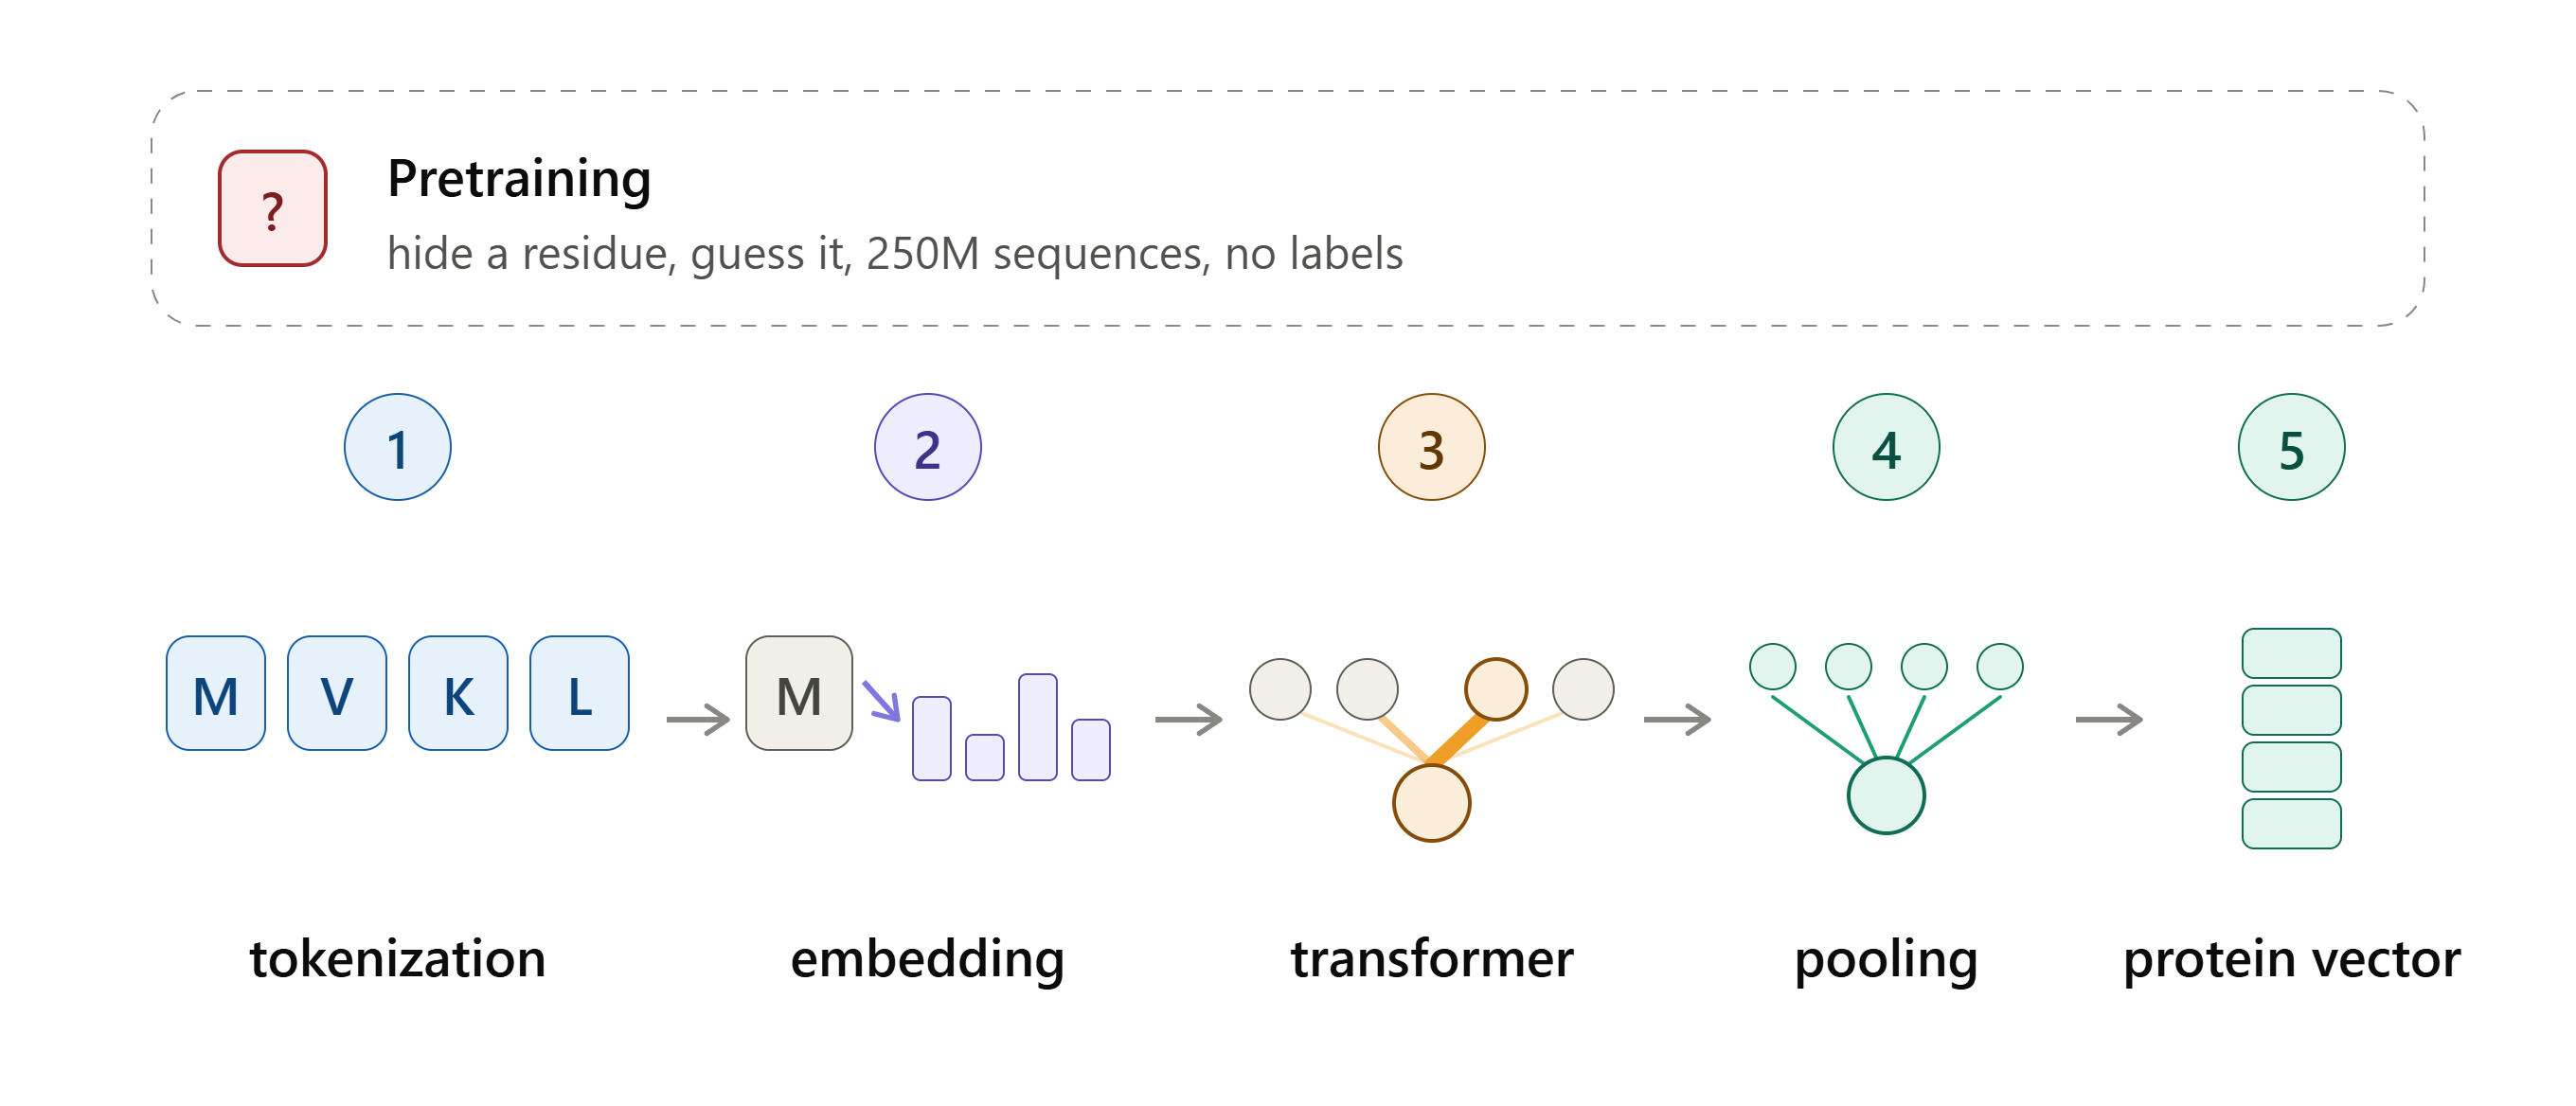 ?
Pretraining
hide a residue, guess it, 250M sequences, no labels
1 2 3 4 5
M V K L M
tokenization embedding transformer pooling protein vector